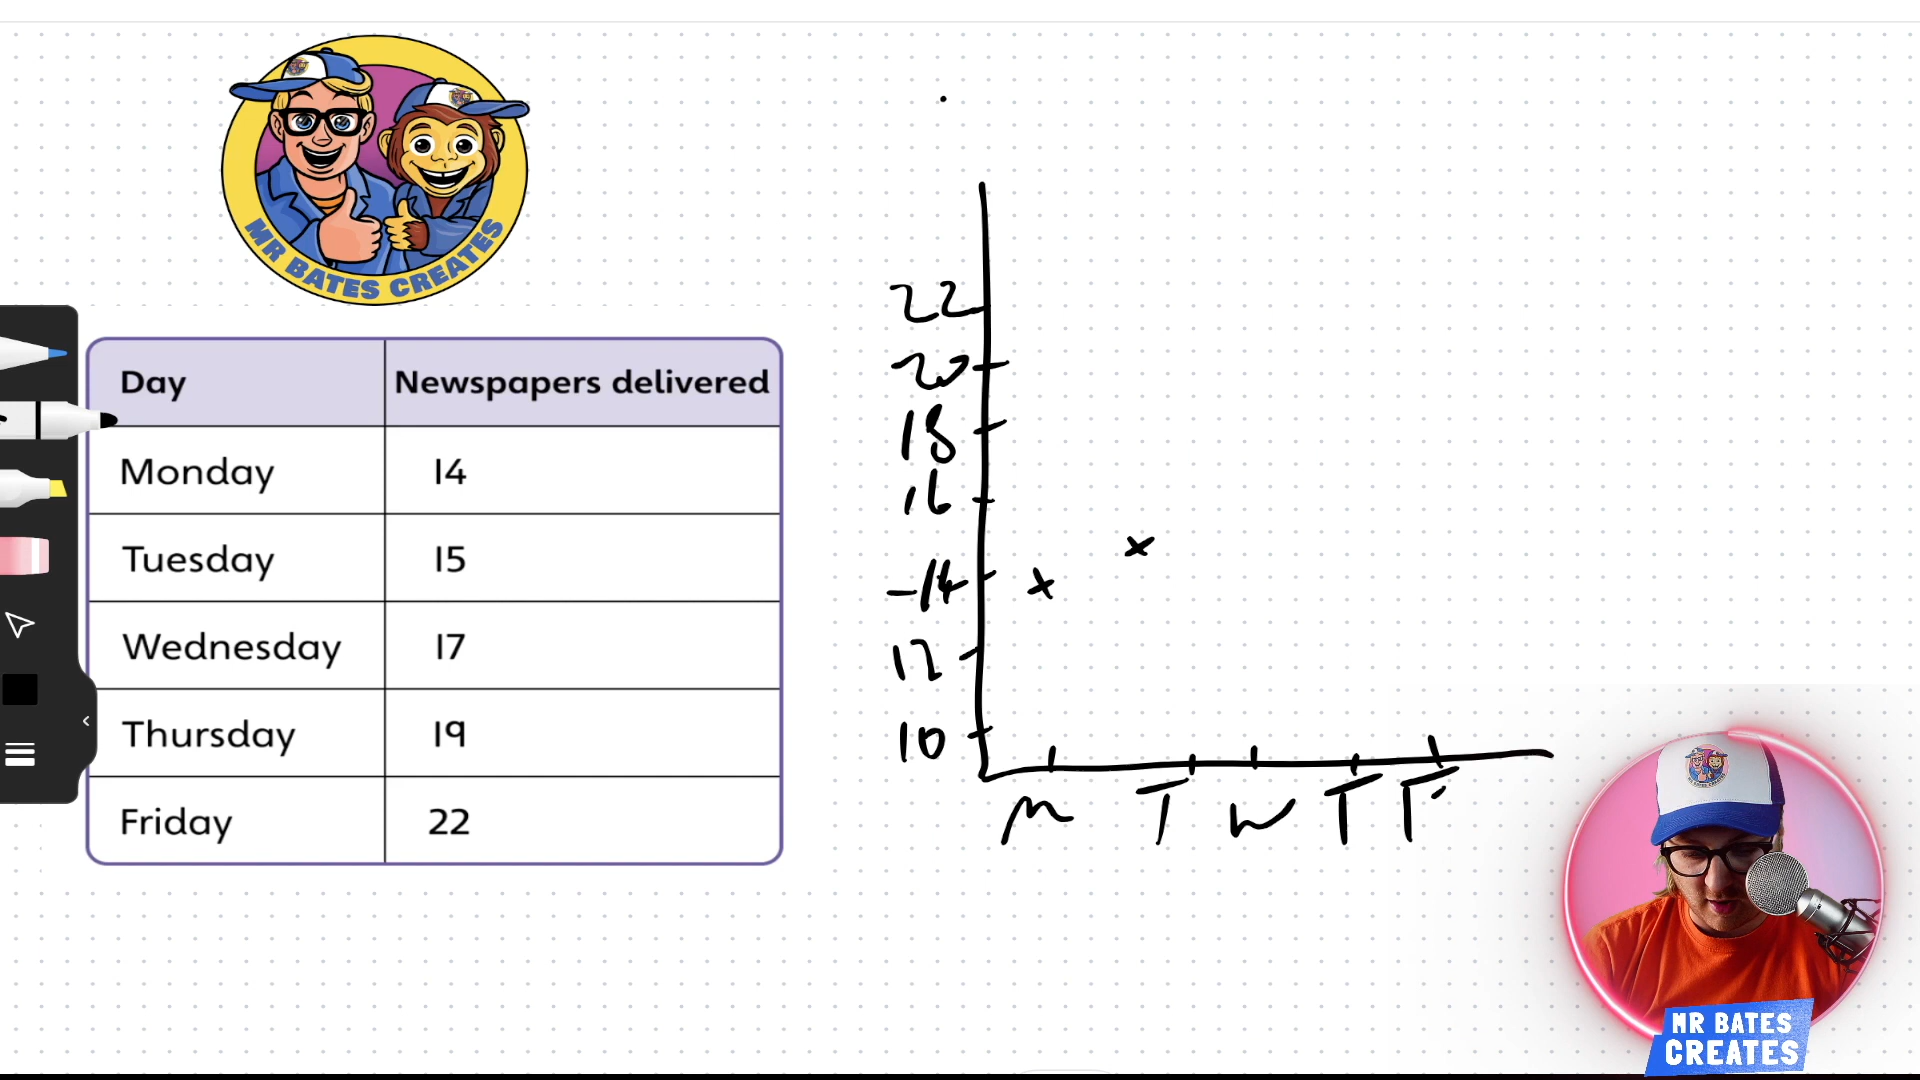 MR BATES CREATES
Day Newspapers delivered
Monday 14
Tuesday 15
Wednesday 17
Thursday 19
Friday 22
22
20
18
16
-14
12
10
M T W T F
MR BATES
CREATES